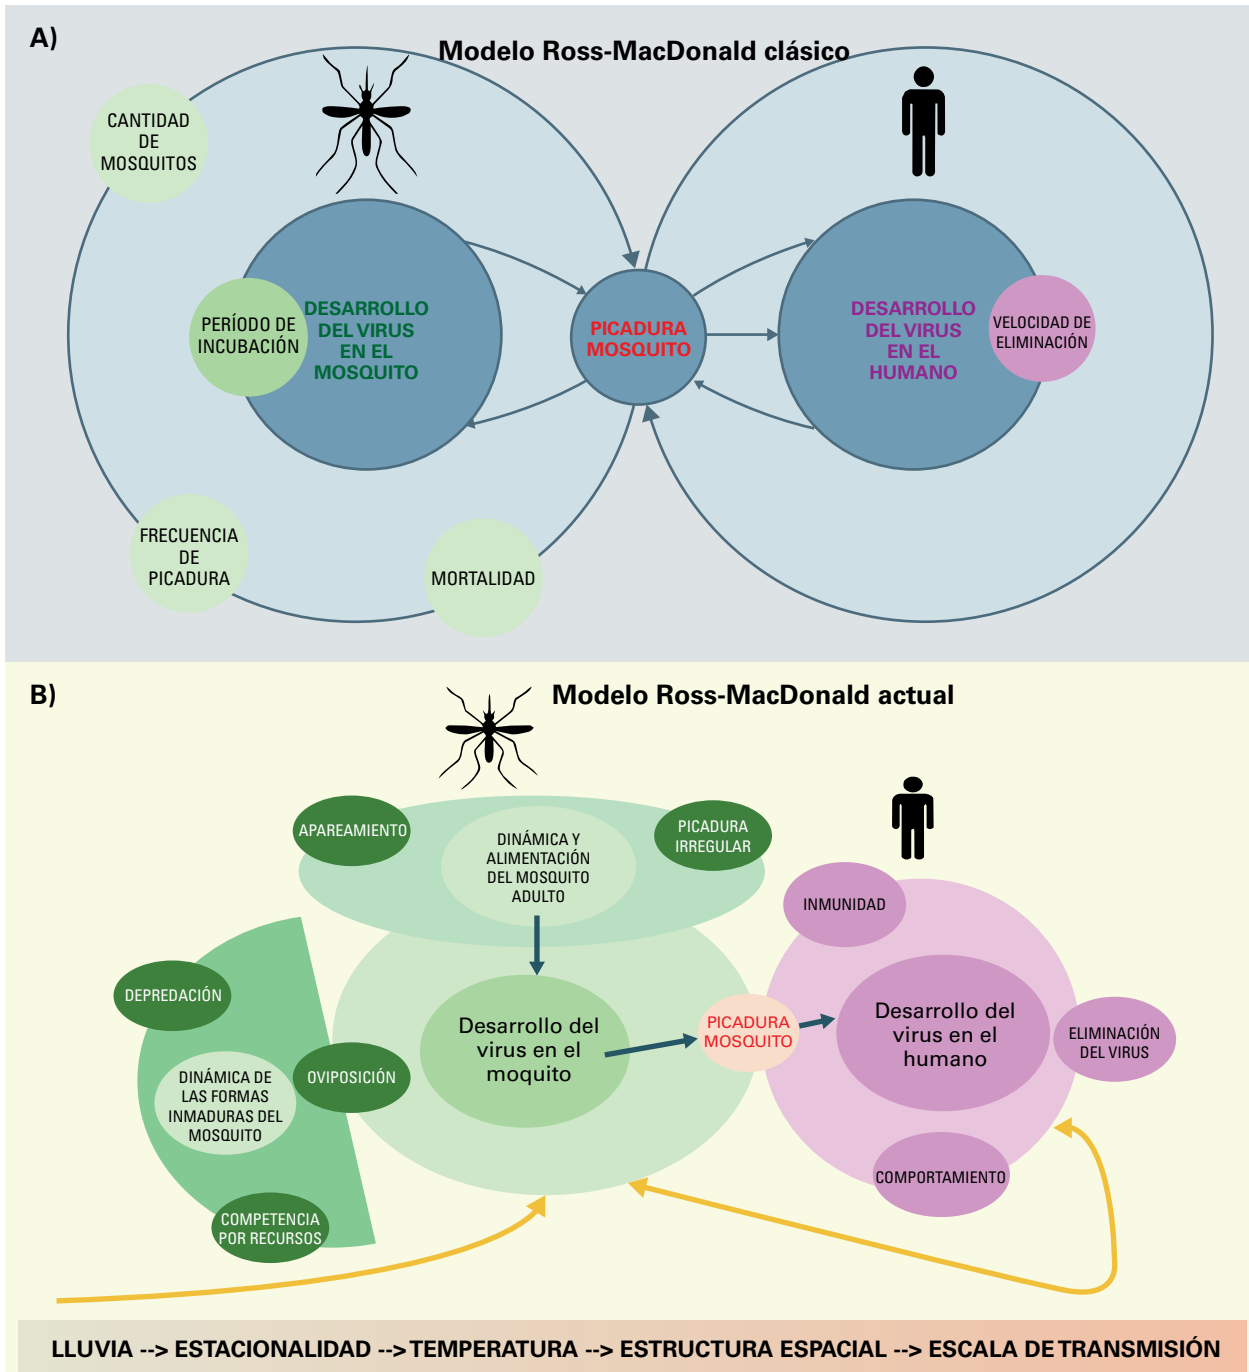 A)
Modelo Ross-MacDonald clásico
CANTIDAD
DE
MOSQUITOS
PERÍODO DE
INCUBACIÓN
DESARROLLO
DEL VIRUS
EN EL
MOSQUITO
PICADURA
MOSQUITO
DESARROLLO
DEL VIRUS
EN EL
HUMANO
VELOCIDAD DE
ELIMINACIÓN
FRECUENCIA
DE
PICADURA
MORTALIDAD
B)
Modelo Ross-MacDonald actual
APAREAMIENTO
DINÁMICA Y
ALIMENTACIÓN
DEL MOSQUITO
ADULTO
PICADURA
IRREGULAR
INMUNIDAD
DEPREDACIÓN
DINÁMICA DE
LAS FORMAS
INMADURAS DEL
MOSQUITO
OVIPOSICIÓN
Desarrollo del
virus en el
moquito
PICADURA
MOSQUITO
Desarrollo del
virus en el
humano
ELIMINACIÓN
DEL VIRUS
COMPORTAMIENTO
COMPETENCIA
POR RECURSOS
LLUVIA --> ESTACIONALIDAD --> TEMPERATURA --> ESTRUCTURA ESPACIAL --> ESCALA DE TRANSMISIÓN